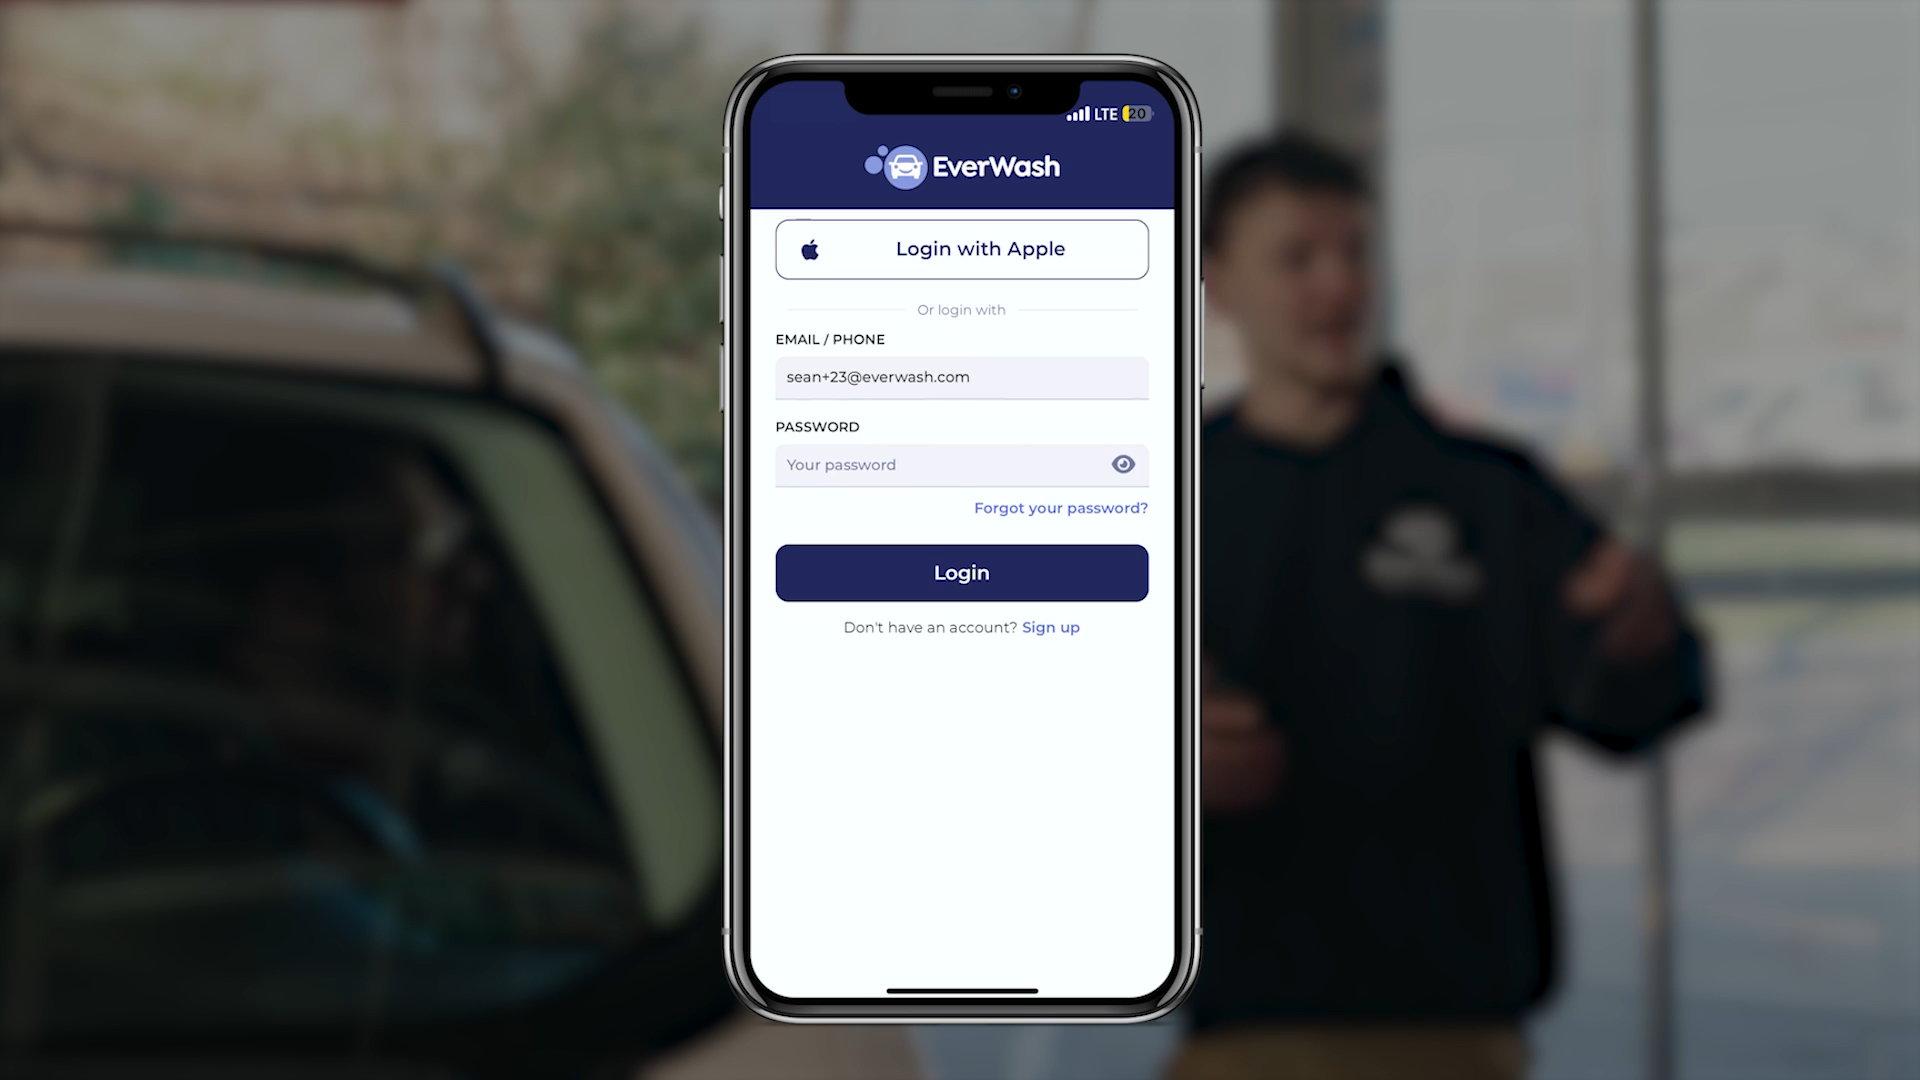 LTE 20
EverWash
Login with Apple
Or login with
EMAIL / PHONE
sean+23@everwash.com
PASSWORD
Your password
Forgot your password?
Login
Don't have an account? Sign up